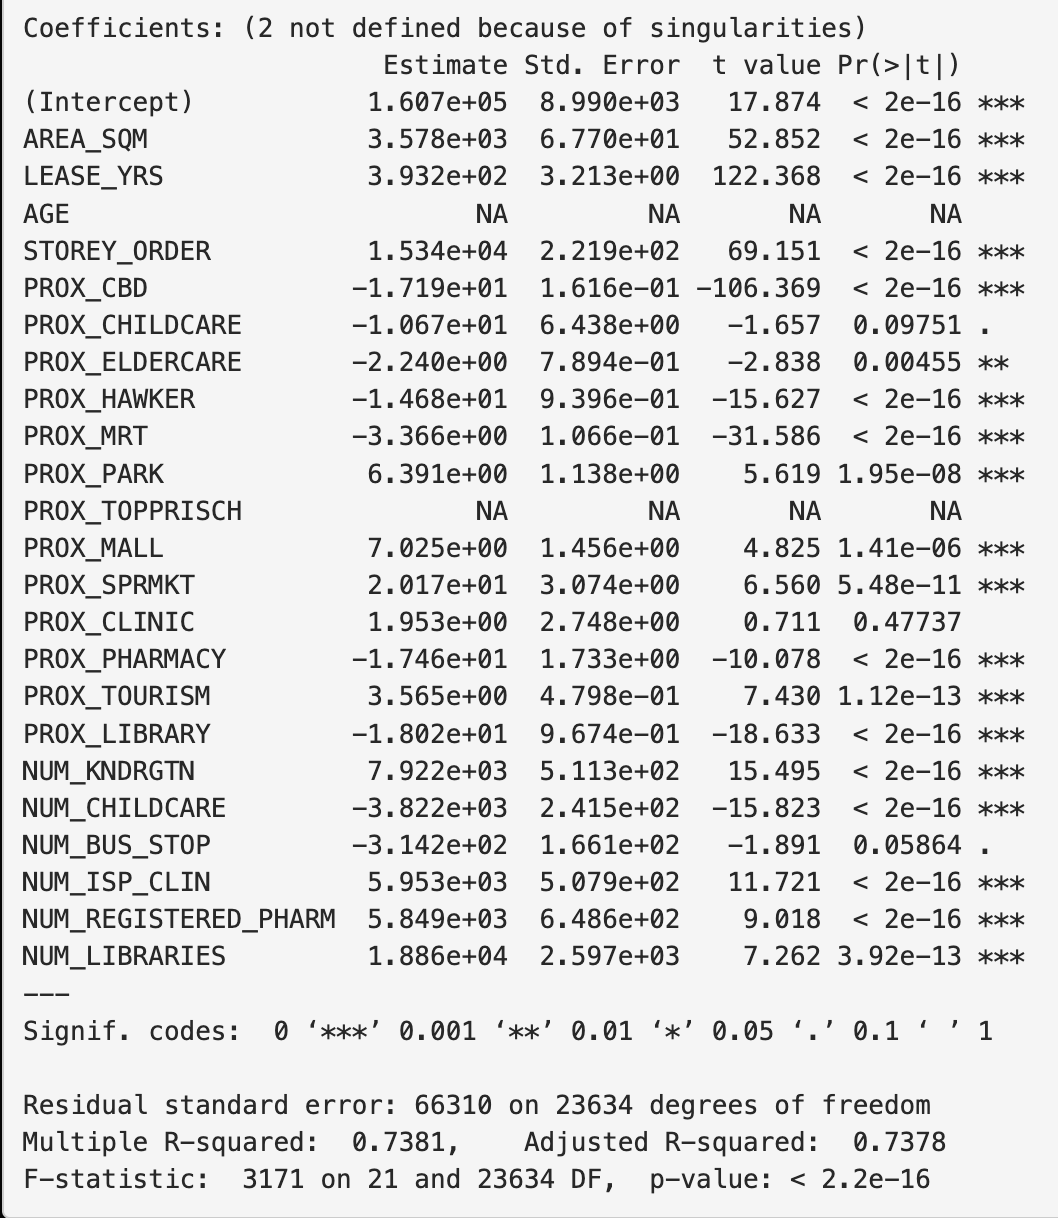 Coefficients: (2 not defined because of singularities)
                       Estimate Std. Error  t value Pr(>|t|)
(Intercept)           1.607e+05  8.990e+03   17.874  < 2e-16 ***
AREA_SQM              3.578e+03  6.770e+01   52.852  < 2e-16 ***
LEASE_YRS             3.932e+02  3.213e+00  122.368  < 2e-16 ***
AGE                          NA         NA       NA       NA
STOREY_ORDER          1.534e+04  2.219e+02   69.151  < 2e-16 ***
PROX_CBD             -1.719e+01  1.616e-01 -106.369  < 2e-16 ***
PROX_CHILDCARE       -1.067e+01  6.438e+00   -1.657  0.09751 .
PROX_ELDERCARE       -2.240e+00  7.894e-01   -2.838  0.00455 **
PROX_HAWKER          -1.468e+01  9.396e-01  -15.627  < 2e-16 ***
PROX_MRT             -3.366e+00  1.066e-01  -31.586  < 2e-16 ***
PROX_PARK             6.391e+00  1.138e+00    5.619 1.95e-08 ***
PROX_TOPPRISCH               NA         NA       NA       NA
PROX_MALL             7.025e+00  1.456e+00    4.825 1.41e-06 ***
PROX_SPRMKT           2.017e+01  3.074e+00    6.560 5.48e-11 ***
PROX_CLINIC           1.953e+00  2.748e+00    0.711  0.47737
PROX_PHARMACY        -1.746e+01  1.733e+00  -10.078  < 2e-16 ***
PROX_TOURISM          3.565e+00  4.798e-01    7.430 1.12e-13 ***
PROX_LIBRARY         -1.802e+01  9.674e-01  -18.633  < 2e-16 ***
NUM_KNDRGTN           7.922e+03  5.113e+02   15.495  < 2e-16 ***
NUM_CHILDCARE        -3.822e+03  2.415e+02  -15.823  < 2e-16 ***
NUM_BUS_STOP         -3.142e+02  1.661e+02   -1.891  0.05864 .
NUM_ISP_CLIN          5.953e+03  5.079e+02   11.721  < 2e-16 ***
NUM_REGISTERED_PHARM  5.849e+03  6.486e+02    9.018  < 2e-16 ***
NUM_LIBRARIES         1.886e+04  2.597e+03    7.262 3.92e-13 ***
---
Signif. codes:  0 ‘***’ 0.001 ‘**’ 0.01 ‘*’ 0.05 ‘.’ 0.1 ‘ ’ 1

Residual standard error: 66310 on 23634 degrees of freedom
Multiple R-squared:  0.7381,    Adjusted R-squared:  0.7378
F-statistic:  3171 on 21 and 23634 DF,  p-value: < 2.2e-16